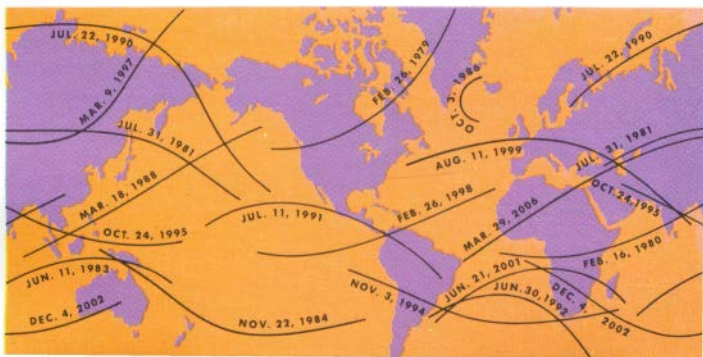 JUL. 22, 1990
MAR. 9, 1997
JUL. 31, 1981
MAR. 18, 1988
OCT. 24, 1995
JUN. 11, 1983
DEC. 4, 2002
NOV. 22, 1984
JUL. 11, 1991
FEB. 26, 1979
FEB. 26, 1998
OCT. 3, 1986
AUG. 11, 1999
NOV. 3, 1994
MAR. 29, 2006
JUN. 21, 2001
JUN. 30, 1992
DEC. 4, 2002
JUL. 22, 1990
JUL. 31, 1981
OCT. 24, 1995
FEB. 16, 1980